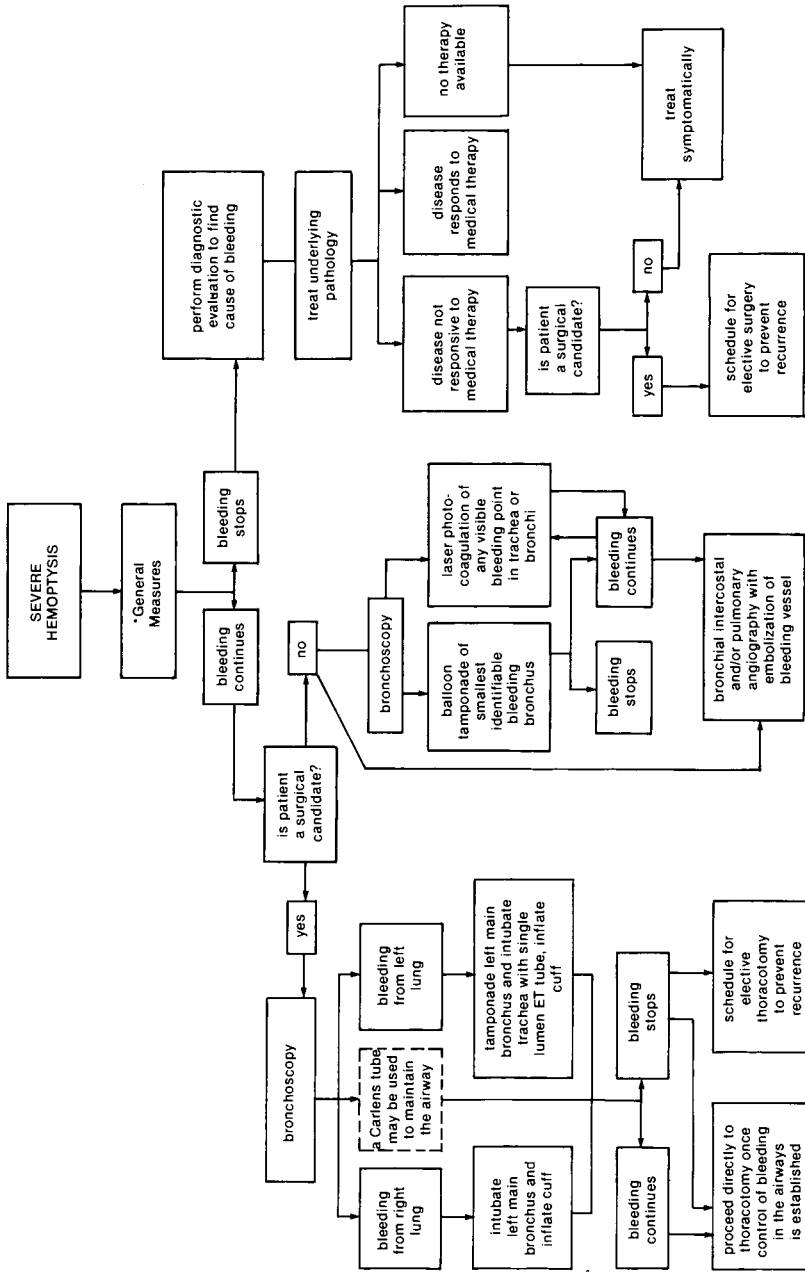 SEVERE
HEMOPTYSIS
*General
Measures
bleeding
continues
bleeding
stops
is patient
a surgical
candidate?
yes
no
bronchoscopy
bleeding
from right
lung
a Carlens tube
may be used
to maintain
the airway
bleeding
from left
lung
intubate
left main
bronchus and
inflate cuff
tamponade left main
bronchus and intubate
trachea with single
lumen ET tube, inflate
cuff
bleeding
continues
bleeding
stops
proceed directly to
thoracotomy once
control of bleeding
in the airways
is established
schedule for
elective
thoracotomy
to prevent
recurrence
bronchoscopy
balloon
tamponade of
smallest
identifiable
bleeding
bronchus
laser photo-
coagulation of
any visible
bleeding point
in trachea or
bronchi
bleeding
stops
bleeding
continues
bronchial intercostal
and/or pulmonary
angiography with
embolization of
bleeding vessel
perform diagnostic
evaluation to find
cause of bleeding
treat underlying
pathology
disease not
responsive to
medical therapy
disease
responds to
medical therapy
no therapy
available
is patient
a surgical
candidate?
yes
no
schedule for
elective surgery
to prevent
recurrence
treat
symptomatically